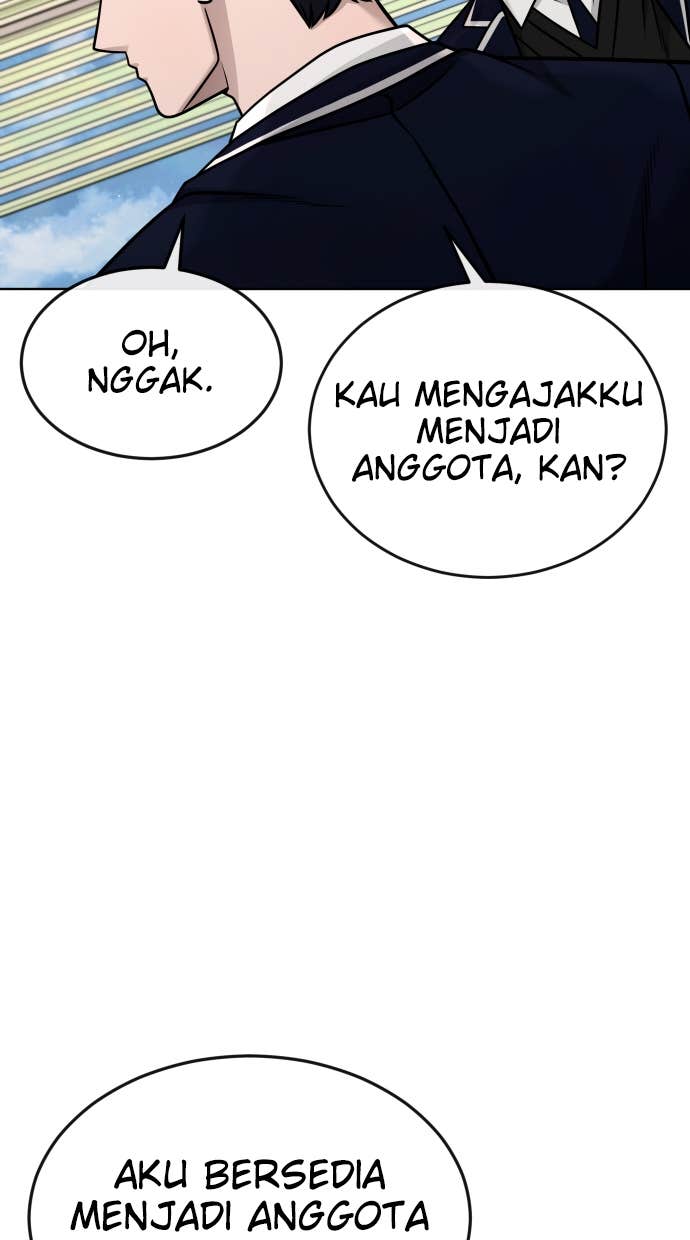 OH,
NGGAK.
KAU MENGAJAKKU
MENJADI
ANGGOTA, KAN?
AKU BERSEDIA
MENJADI ANGGOTA